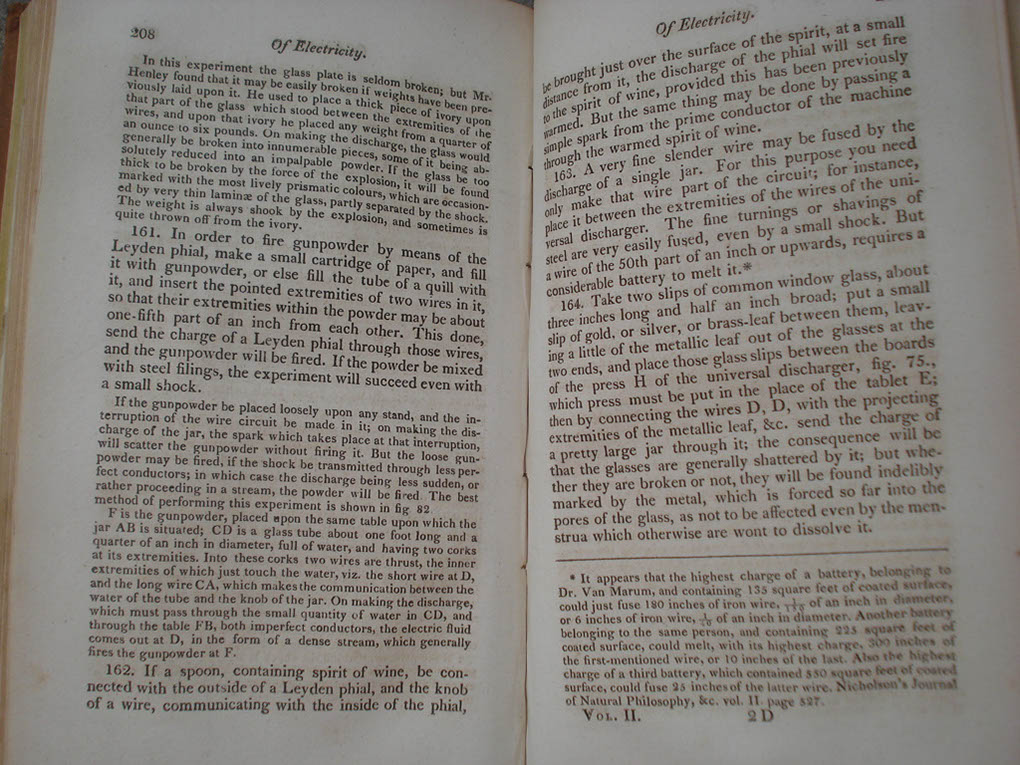 208
Of Electricity.
In this experiment the glass plate is seldom broken; but Mr.
Henley found that it may be easily broken if weights have been pre-
viously laid upon it. He used to place a thick piece of ivory upon
that part of the glass which stood between the extremities of the
wires, and upon that ivory he placed any weight from a quarter of
an ounce to six pounds. On making the discharge, the glass would
generally be broken into innumerable pieces, some of it being ab-
solutely reduced into an impalpable powder. If the glass be too
thick to be broken by the force of the explosion, it will be found
marked with the most lively prismatic colours, which are occasion-
ed by very thin laminæ of the glass, partly separated by the shock.
The weight is always shook by the explosion, and sometimes is
quite thrown off from the ivory.
161. In order to fire gunpowder by means of the
Leyden phial, make a small cartridge of paper, and fill
it with gunpowder, or else fill the tube of a quill with
it, and insert the pointed extremities of two wires in it,
so that their extremities within the powder may be about
one-fifth part of an inch from each other. This done,
send the charge of a Leyden phial through those wires,
and the gunpowder will be fired. If the powder be mixed
with steel filings, the experiment will succeed even with
a small shock.
If the gunpowder be placed loosely upon any stand, and the in-
terruption of the wire circuit be made in it; on making the dis-
charge of the jar, the spark which takes place at that interruption,
will scatter the gunpowder without firing it. But the loose gun-
powder may be fired, if the shock be transmitted through less per-
fect conductors; in which case the discharge being less sudden, or
rather proceeding in a stream, the powder will be fired. The best
method of performing this experiment is shown in fig 82.
F is the gunpowder, placed upon the same table upon which the
jar AB is situated; CD is a glass tube about one foot long and a
quarter of an inch in diameter, full of water, and having two corks
at its extremities. Into these corks two wires are thrust, the inner
extremities of which just touch the water, viz. the short wire at D,
and the long wire CA, which makes the communication between the
water of the tube and the knob of the jar. On making the discharge,
which must pass through the small quantity of water in CD, and
through the table FB, both imperfect conductors, the electric fluid
comes out at D, in the form of a dense stream, which generally
fires the gunpowder at F.
162. If a spoon, containing spirit of wine, be con-
nected with the outside of a Leyden phial, and the knob
of a wire, communicating with the inside of the phial,
Of Electricity.
be brought just over the surface of the spirit, at a small
distance from it, the discharge of the phial will set fire
to the spirit of wine, provided this has been previously
warmed. But the same thing may be done by passing a
simple spark from the prime conductor of the machine
through the warmed spirit of wine.
163. A very fine slender wire may be fused by the
discharge of a single jar. For this purpose you need
only make that wire part of the circuit; for instance,
place it between the extremities of the wires of the uni-
versal discharger. The fine turnings or shavings of
steel are very easily fused, even by a small shock. But
a wire of the 50th part of an inch or upwards, requires a
considerable battery to melt it.*
164. Take two slips of common window glass, about
three inches long and half an inch broad; put a small
slip of gold, or silver, or brass-leaf between them, leav-
ing a little of the metallic leaf out of the glasses at the
two ends, and place those glass slips between the boards
of the press H of the universal discharger, fig. 75.,
which press must be put in the place of the tablet E;
then by connecting the wires D, D, with the projecting
extremities of the metallic leaf, &c. send the charge of
a pretty large jar through it; the consequence will be
that the glasses are generally shattered by it; but whe-
ther they are broken or not, they will be found indelibly
marked by the metal, which is forced so far into the
pores of the glass, as not to be affected even by the men-
strua which otherwise are wont to dissolve it.
* It appears that the highest charge of a battery, belonging to
Dr. Van Marum, and containing 135 square feet of coated surface,
could just fuse 180 inches of iron wire, of an inch in diameter,
or 6 inches of iron wire, of an inch in diameter. Another battery
belonging to the same person, and containing 225 square feet of
coated surface, could melt, with its highest charge, 300 inches of
the first-mentioned wire, or 10 inches of the last. Also the highest
charge of a third battery, which contained 550 square feet of coated
surface, could fuse 25 inches of the latter wire. Nicholson's Journal
of Natural Philosophy, &c. vol. II. page 527.
VOL. II. 2 D